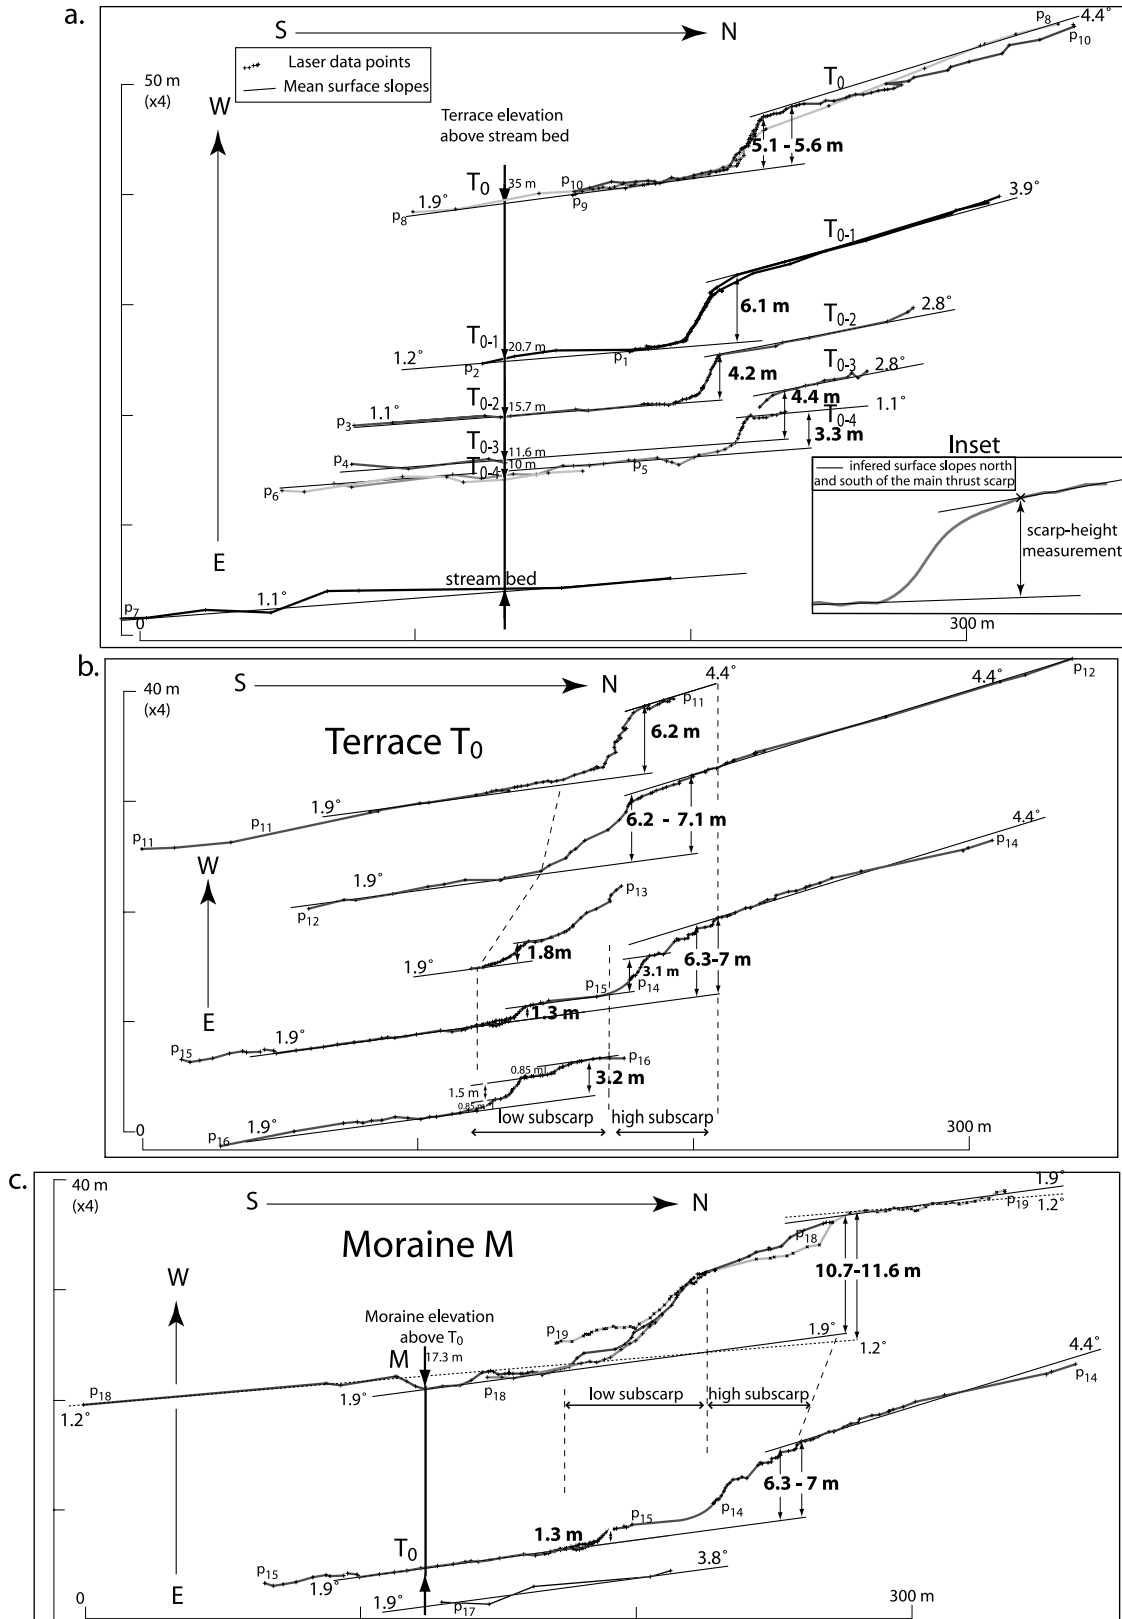 a.
S
N
Laser data points
Mean surface slopes
50 m
(x4)
W
E
Terrace elevation
above stream bed
p8
4.4˚
p10
T0
5.1 - 5.6 m
T0
35 m
p10
p9
1.9˚
p8
3.9˚
T0-1
6.1 m
T0-1
20.7 m
1.2˚
p2
p1
T0-2
2.8˚
4.2 m
T0-2
15.7 m
1.1˚
p3
T0-3
2.8˚
4.4 m
1.1˚
T0-4
3.3 m
T0-3
11.6 m
p4
T0-4
10 m
p5
p6
Inset
infered surface slopes north
and south of the main thrust scarp
scarp-height
measurement
stream bed
1.1˚
p7
0
300 m
b.
40 m
(x4)
S
N
Terrace T0
4.4˚
p11
6.2 m
1.9˚
p11
p11
4.4˚
p12
6.2 - 7.1 m
1.9˚
p12
W
E
p13
1.8m
1.9˚
4.4˚
p14
6.3-7 m
3.1 m
p15
p14
1.3 m
1.9˚
p15
p16
0.85 m
3.2 m
1.5 m
0.85 m
1.9˚
p16
low subscarp
high subscarp
0
300 m
c.
40 m
(x4)
S
N
Moraine M
W
E
1.9˚
p19
1.2˚
p18
10.7-11.6 m
p19
Moraine elevation
above T0
17.3 m
M
1.9˚
1.2˚
p18
1.2˚
1.9˚
p18
low subscarp
high subscarp
4.4˚
p14
6.3 - 7 m
p15
p14
1.3 m
T0
p15
1.9˚
3.8˚
1.9˚
p17
0
300 m